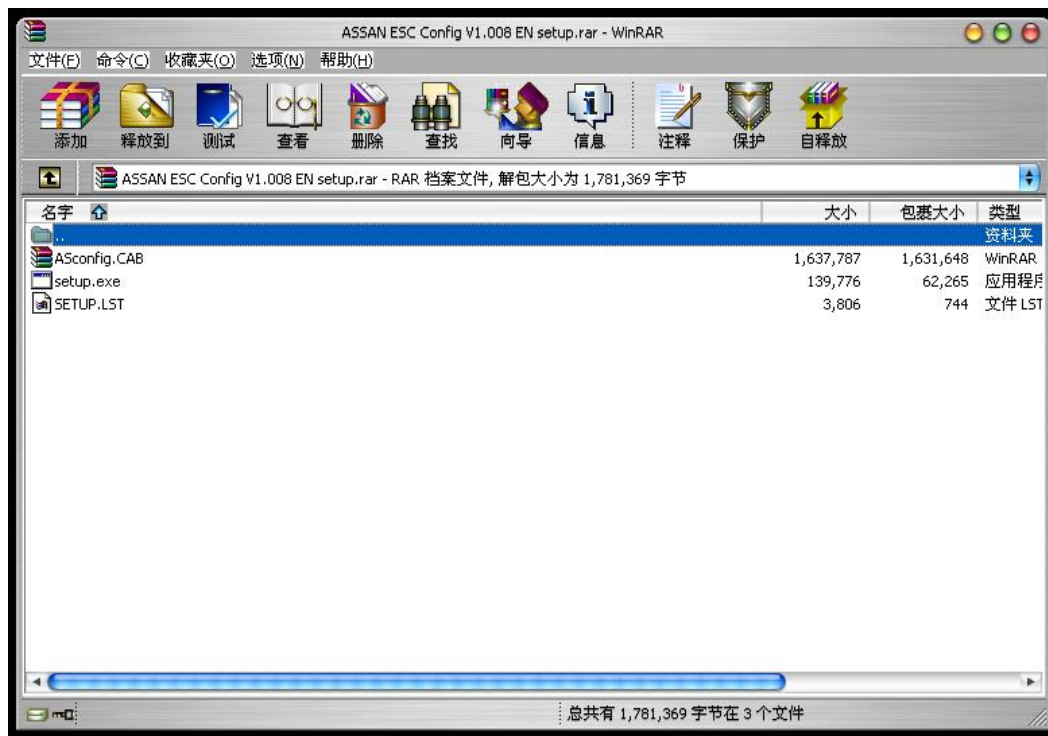 ASSAN ESC Config V1.008 EN setup.rar - WinRAR
文件(F) 命令(C) 收藏夹(O) 选项(N) 帮助(H)
添加 释放到 测试 查看 删除 查找 向导 信息 注释 保护 自释放
ASSAN ESC Config V1.008 EN setup.rar - RAR 档案文件, 解包大小为 1,781,369 字节
名字 大小 包裹大小 类型
.. 资料夹
ASconfig.CAB 1,637,787 1,631,648 WinRAR
setup.exe 139,776 62,265 应用程序
SETUP.LST 3,806 744 文件 LST
总共有 1,781,369 字节在 3 个文件